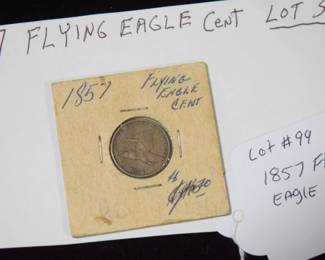 7 FLYING EAGLE Cent LOT S
1857
FLYING
EAGLE
CENT
Lot #99
1857 FL
EAGLE